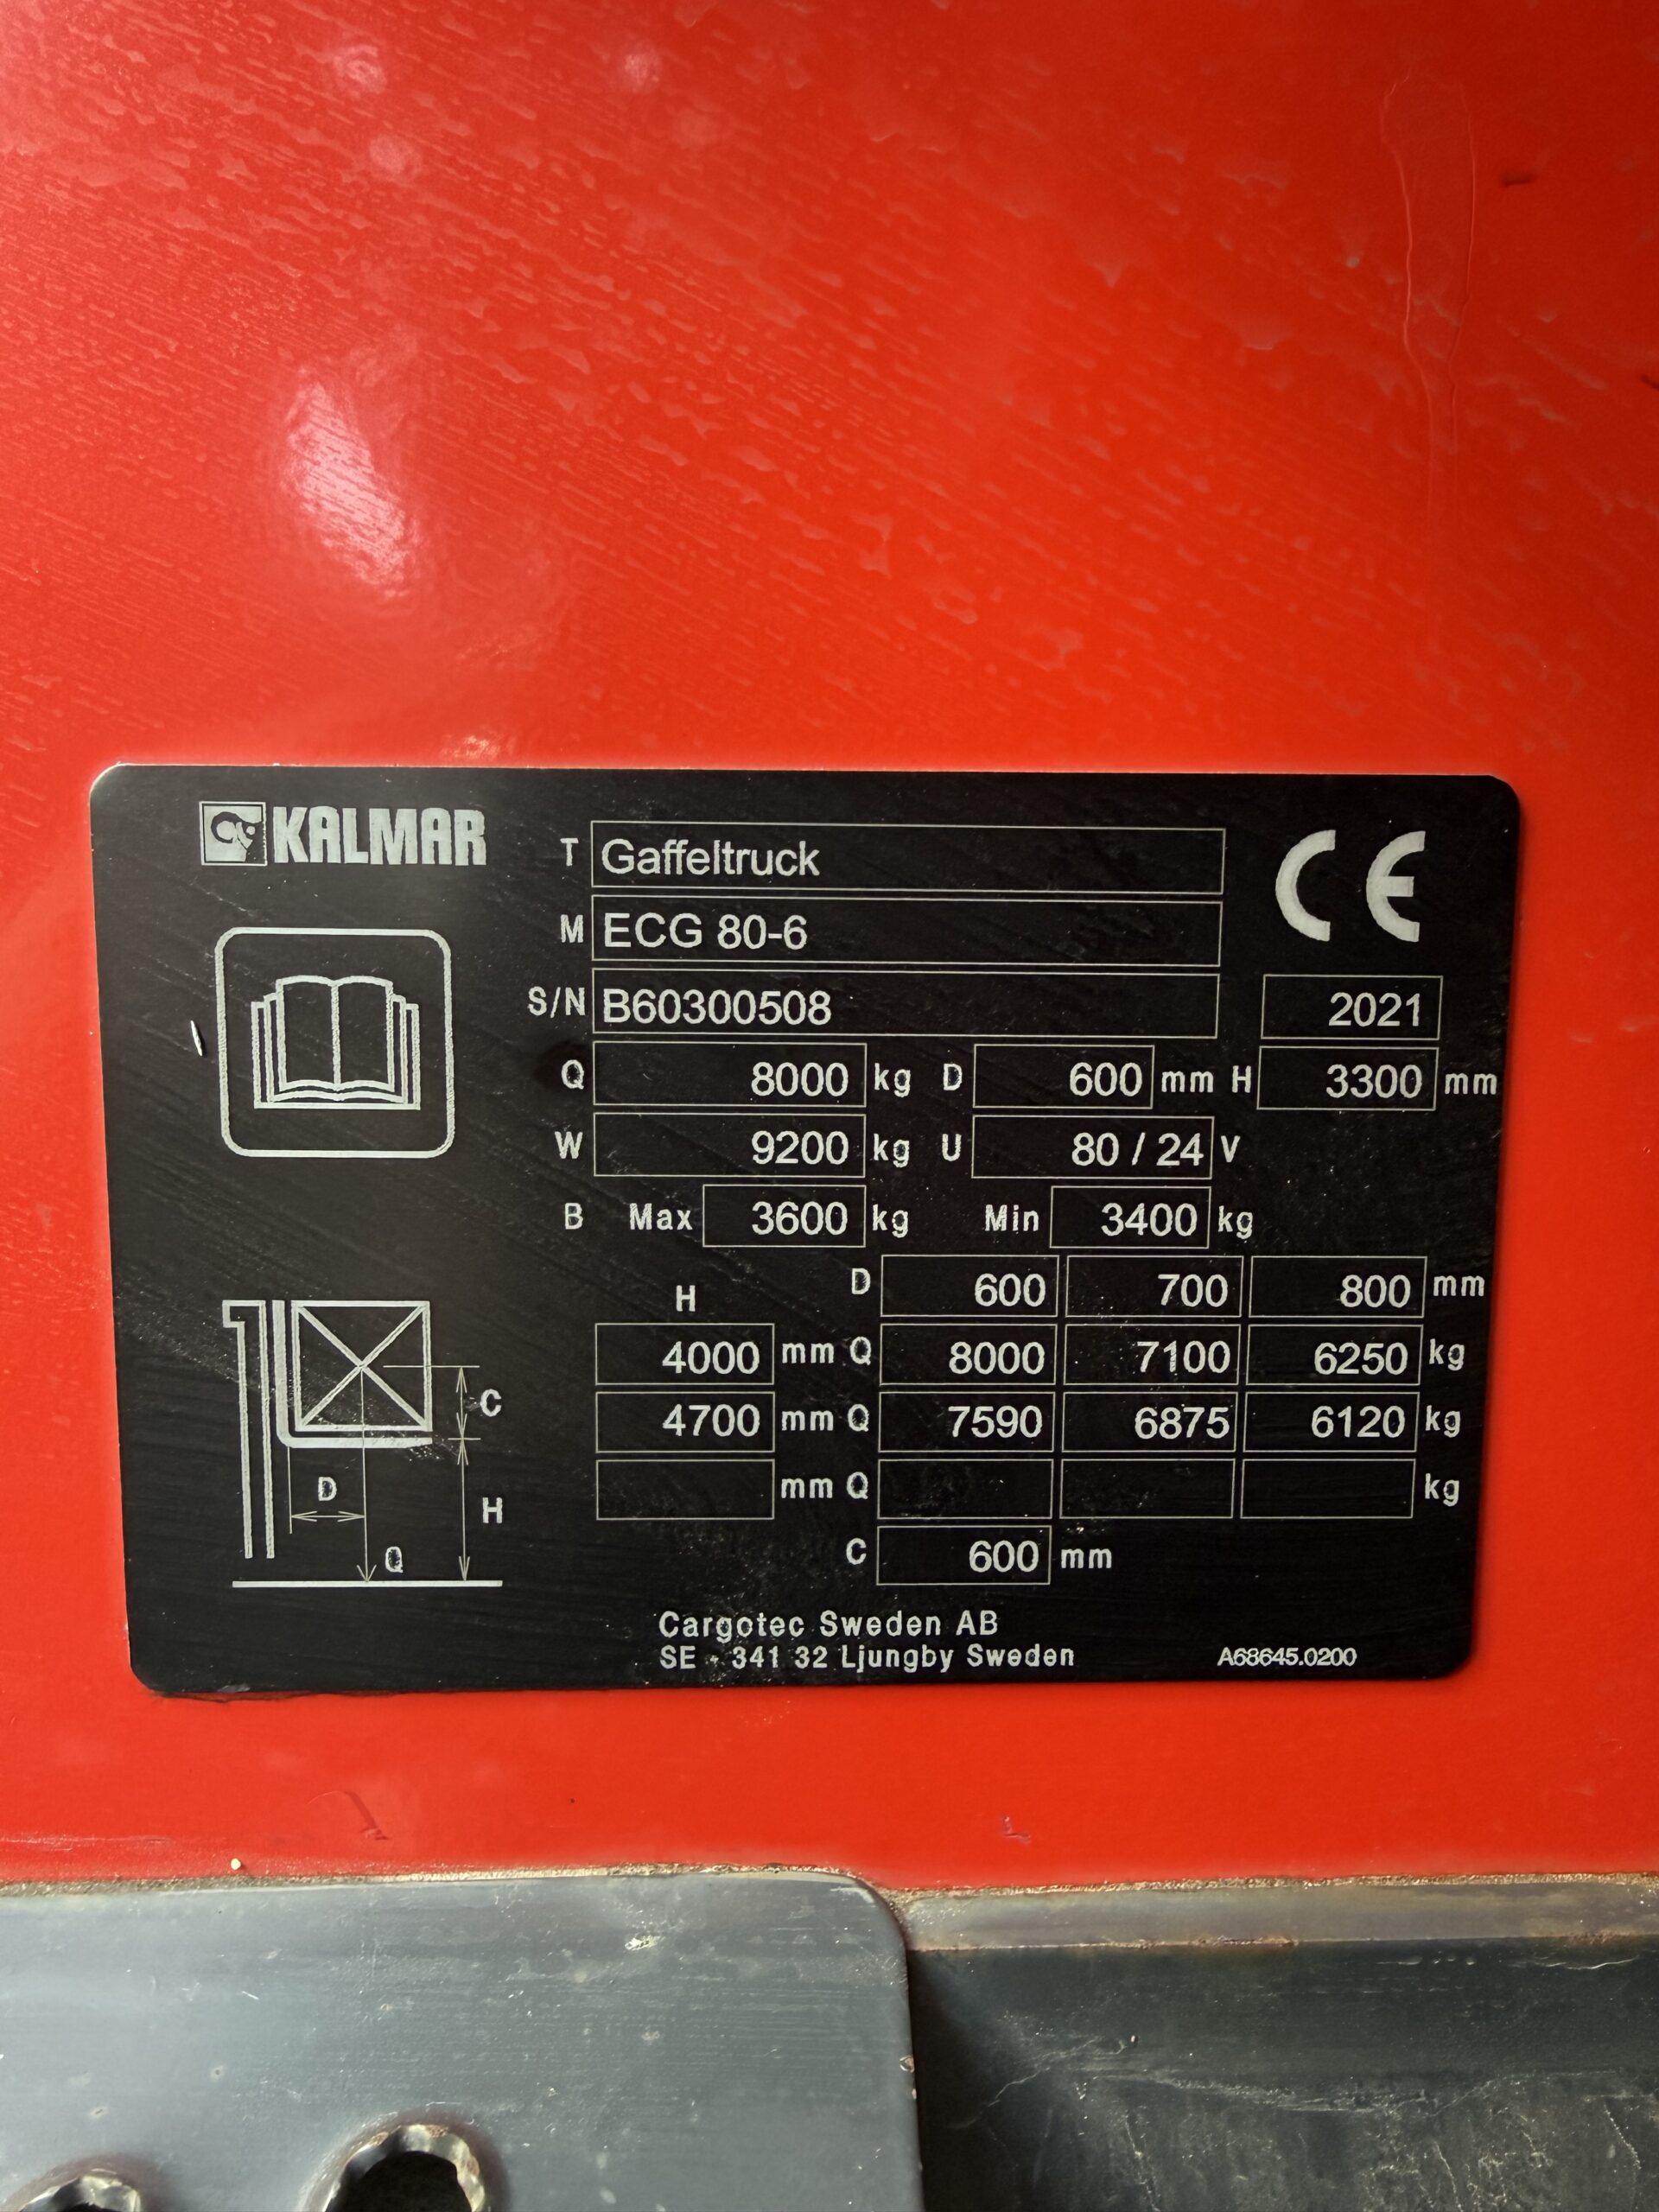 KALMAR
T Gaffeltruck
M ECG 80-6
S/N B60300508 2021
Q 8000 kg D 600 mm H 3300 mm
W 9200 kg U 80 / 24 V
B Max 3600 kg Min 3400 kg
H D 600 700 800 mm
4000 mm Q 8000 7100 6250 kg
4700 mm Q 7590 6875 6120 kg
mm Q kg
C 600 mm
C
D
H
Q
Cargotec Sweden AB
SE - 341 32 Ljungby Sweden A68645.0200
CE